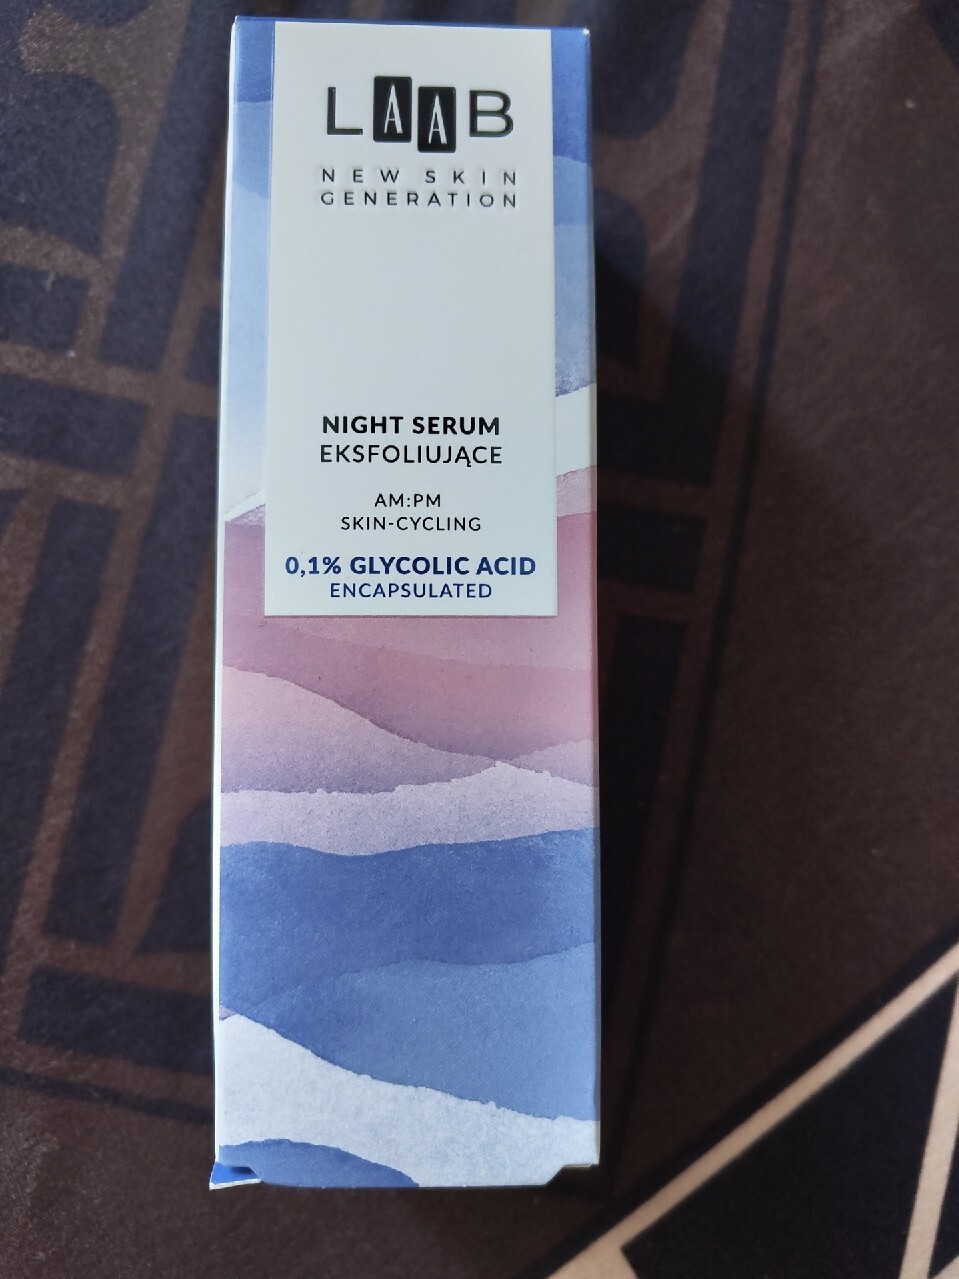 LAAB
NEW SKIN
GENERATION
NIGHT SERUM
EKSFOLIUJĄCE
AM:PM
SKIN-CYCLING
0,1% GLYCOLIC ACID
ENCAPSULATED